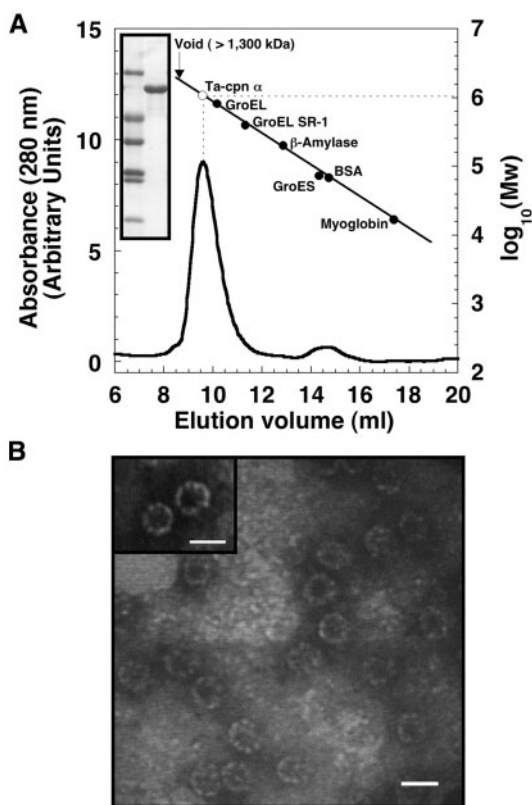 A
15
10
5
0
Absorbance (280 nm)
(Arbitrary Units)
Void ( > 1,300 kDa)
Ta-cpn α
GroEL
GroEL SR-1
β-Amylase
GroES
BSA
Myoglobin
7
6
5
4
3
2
log10(Mw)
6 8 10 12 14 16 18 20
Elution volume (ml)
B